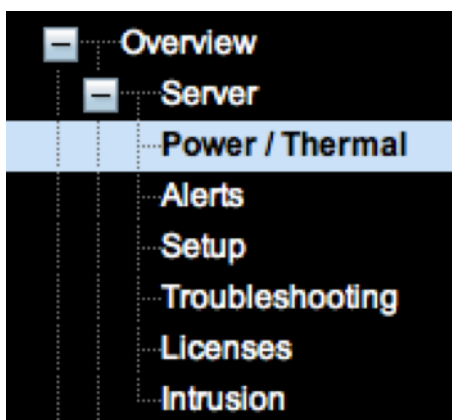 Overview
Server
Power / Thermal
Alerts
Setup
Troubleshooting
Licenses
Intrusion